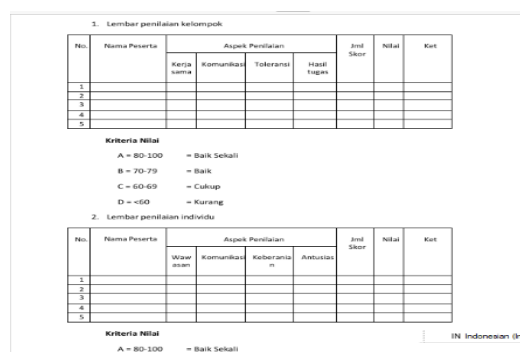 1. Lembar penilaian kelompok
No. Nama Peserta Aspek Penilaian Jml Skor Nilai Ket
Kerja sama Komunikasi Toleransi Hasil tugas
1
2
3
4
5
Kriteria Nilai
A = 80-100 = Baik Sekali
B = 70-79 = Baik
C = 60-69 = Cukup
D = <60 = Kurang
2. Lembar penilaian individu
No. Nama Peserta Aspek Penilaian Jml Skor Nilai Ket
Waw asan Komunikasi Keberania n Antusias
1
2
3
4
5
Kriteria Nilai
A = 80-100 = Baik Sekali
IN Indonesian (In